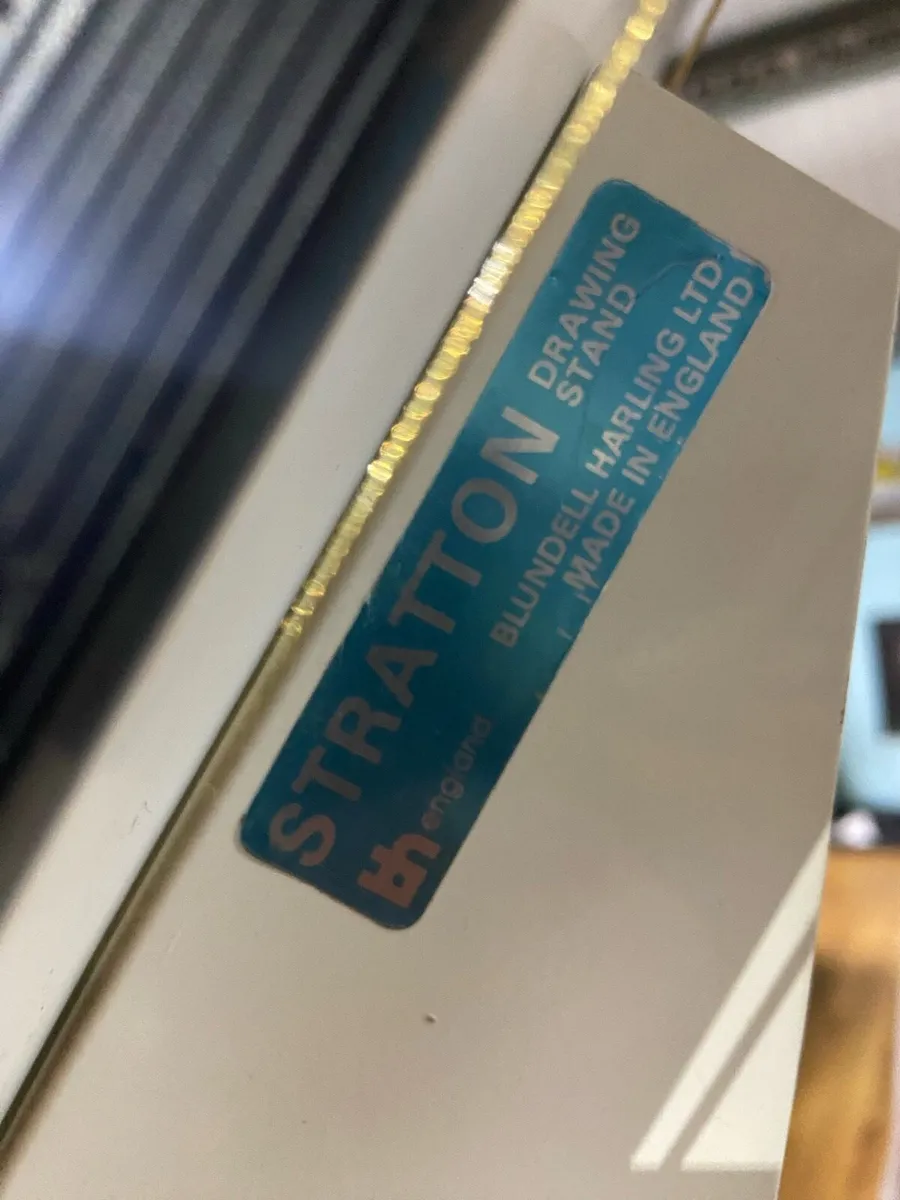 STRATTON DRAWING
STAND
bh england
BLUNDELL HARLING LTD.
MADE IN ENGLAND